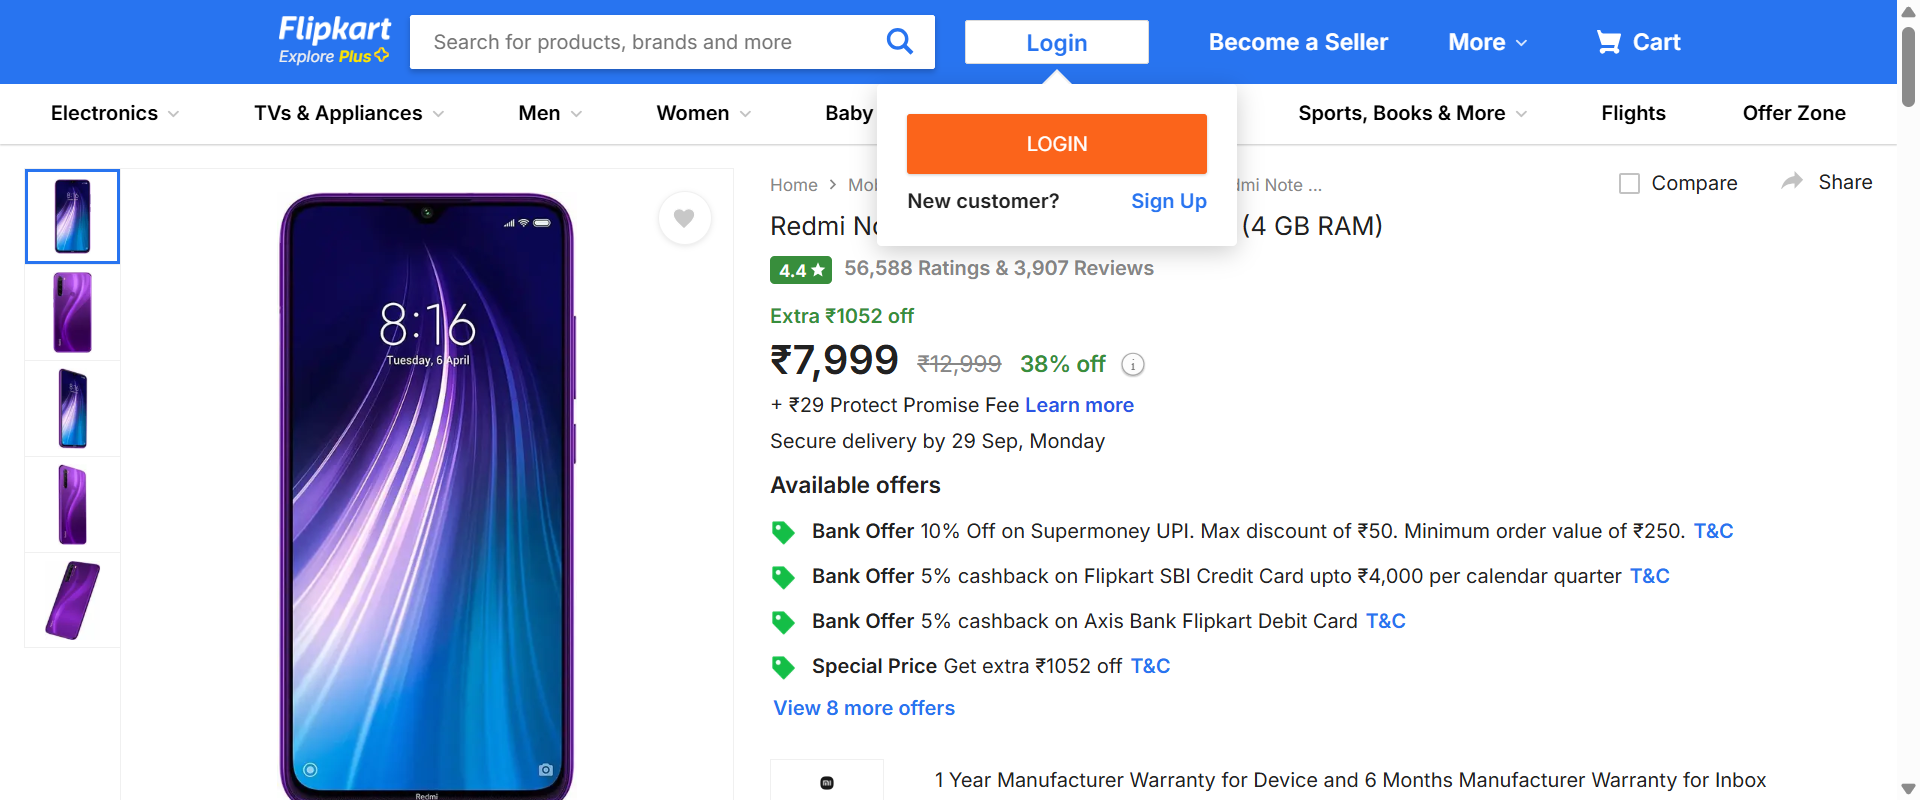 Flipkart
Explore Plus
Search for products, brands and more
Login
Become a Seller
More
Cart
Electronics
TVs & Appliances
Men
Women
Baby
Sports, Books & More
Flights
Offer Zone
LOGIN
New customer?
Sign Up
Home
Note ...
Compare
Share
Redmi
(4 GB RAM)
4.4 ★ 56,588 Ratings & 3,907 Reviews
Extra ₹1052 off
₹7,999 ₹12,999 38% off i
+ ₹29 Protect Promise Fee Learn more
Secure delivery by 29 Sep, Monday
Available offers
Bank Offer 10% Off on Supermoney UPI. Max discount of ₹50. Minimum order value of ₹250. T&C
Bank Offer 5% cashback on Flipkart SBI Credit Card upto ₹4,000 per calendar quarter T&C
Bank Offer 5% cashback on Axis Bank Flipkart Debit Card T&C
Special Price Get extra ₹1052 off T&C
View 8 more offers
1 Year Manufacturer Warranty for Device and 6 Months Manufacturer Warranty for Inbox
8:16
Tuesday, 6 April
Redmi